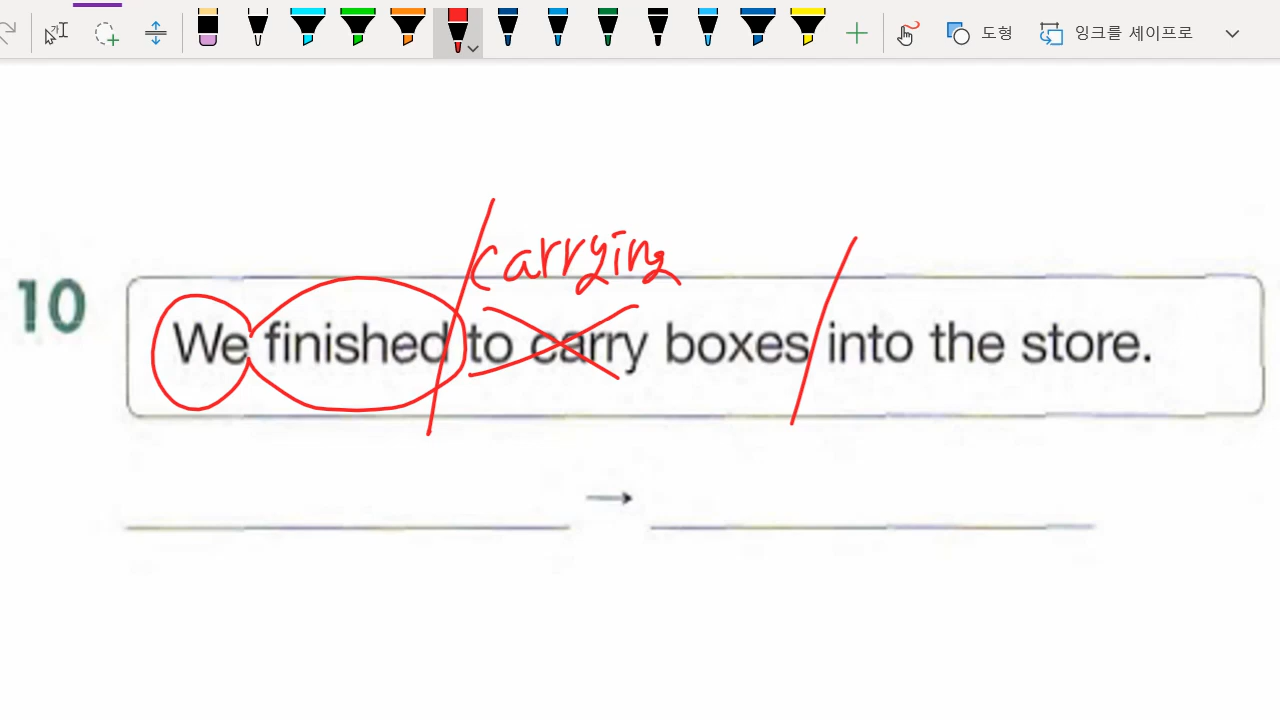 도형
잉크를 셰이프로
carrying
10
We finished to carry boxes into the store.
→